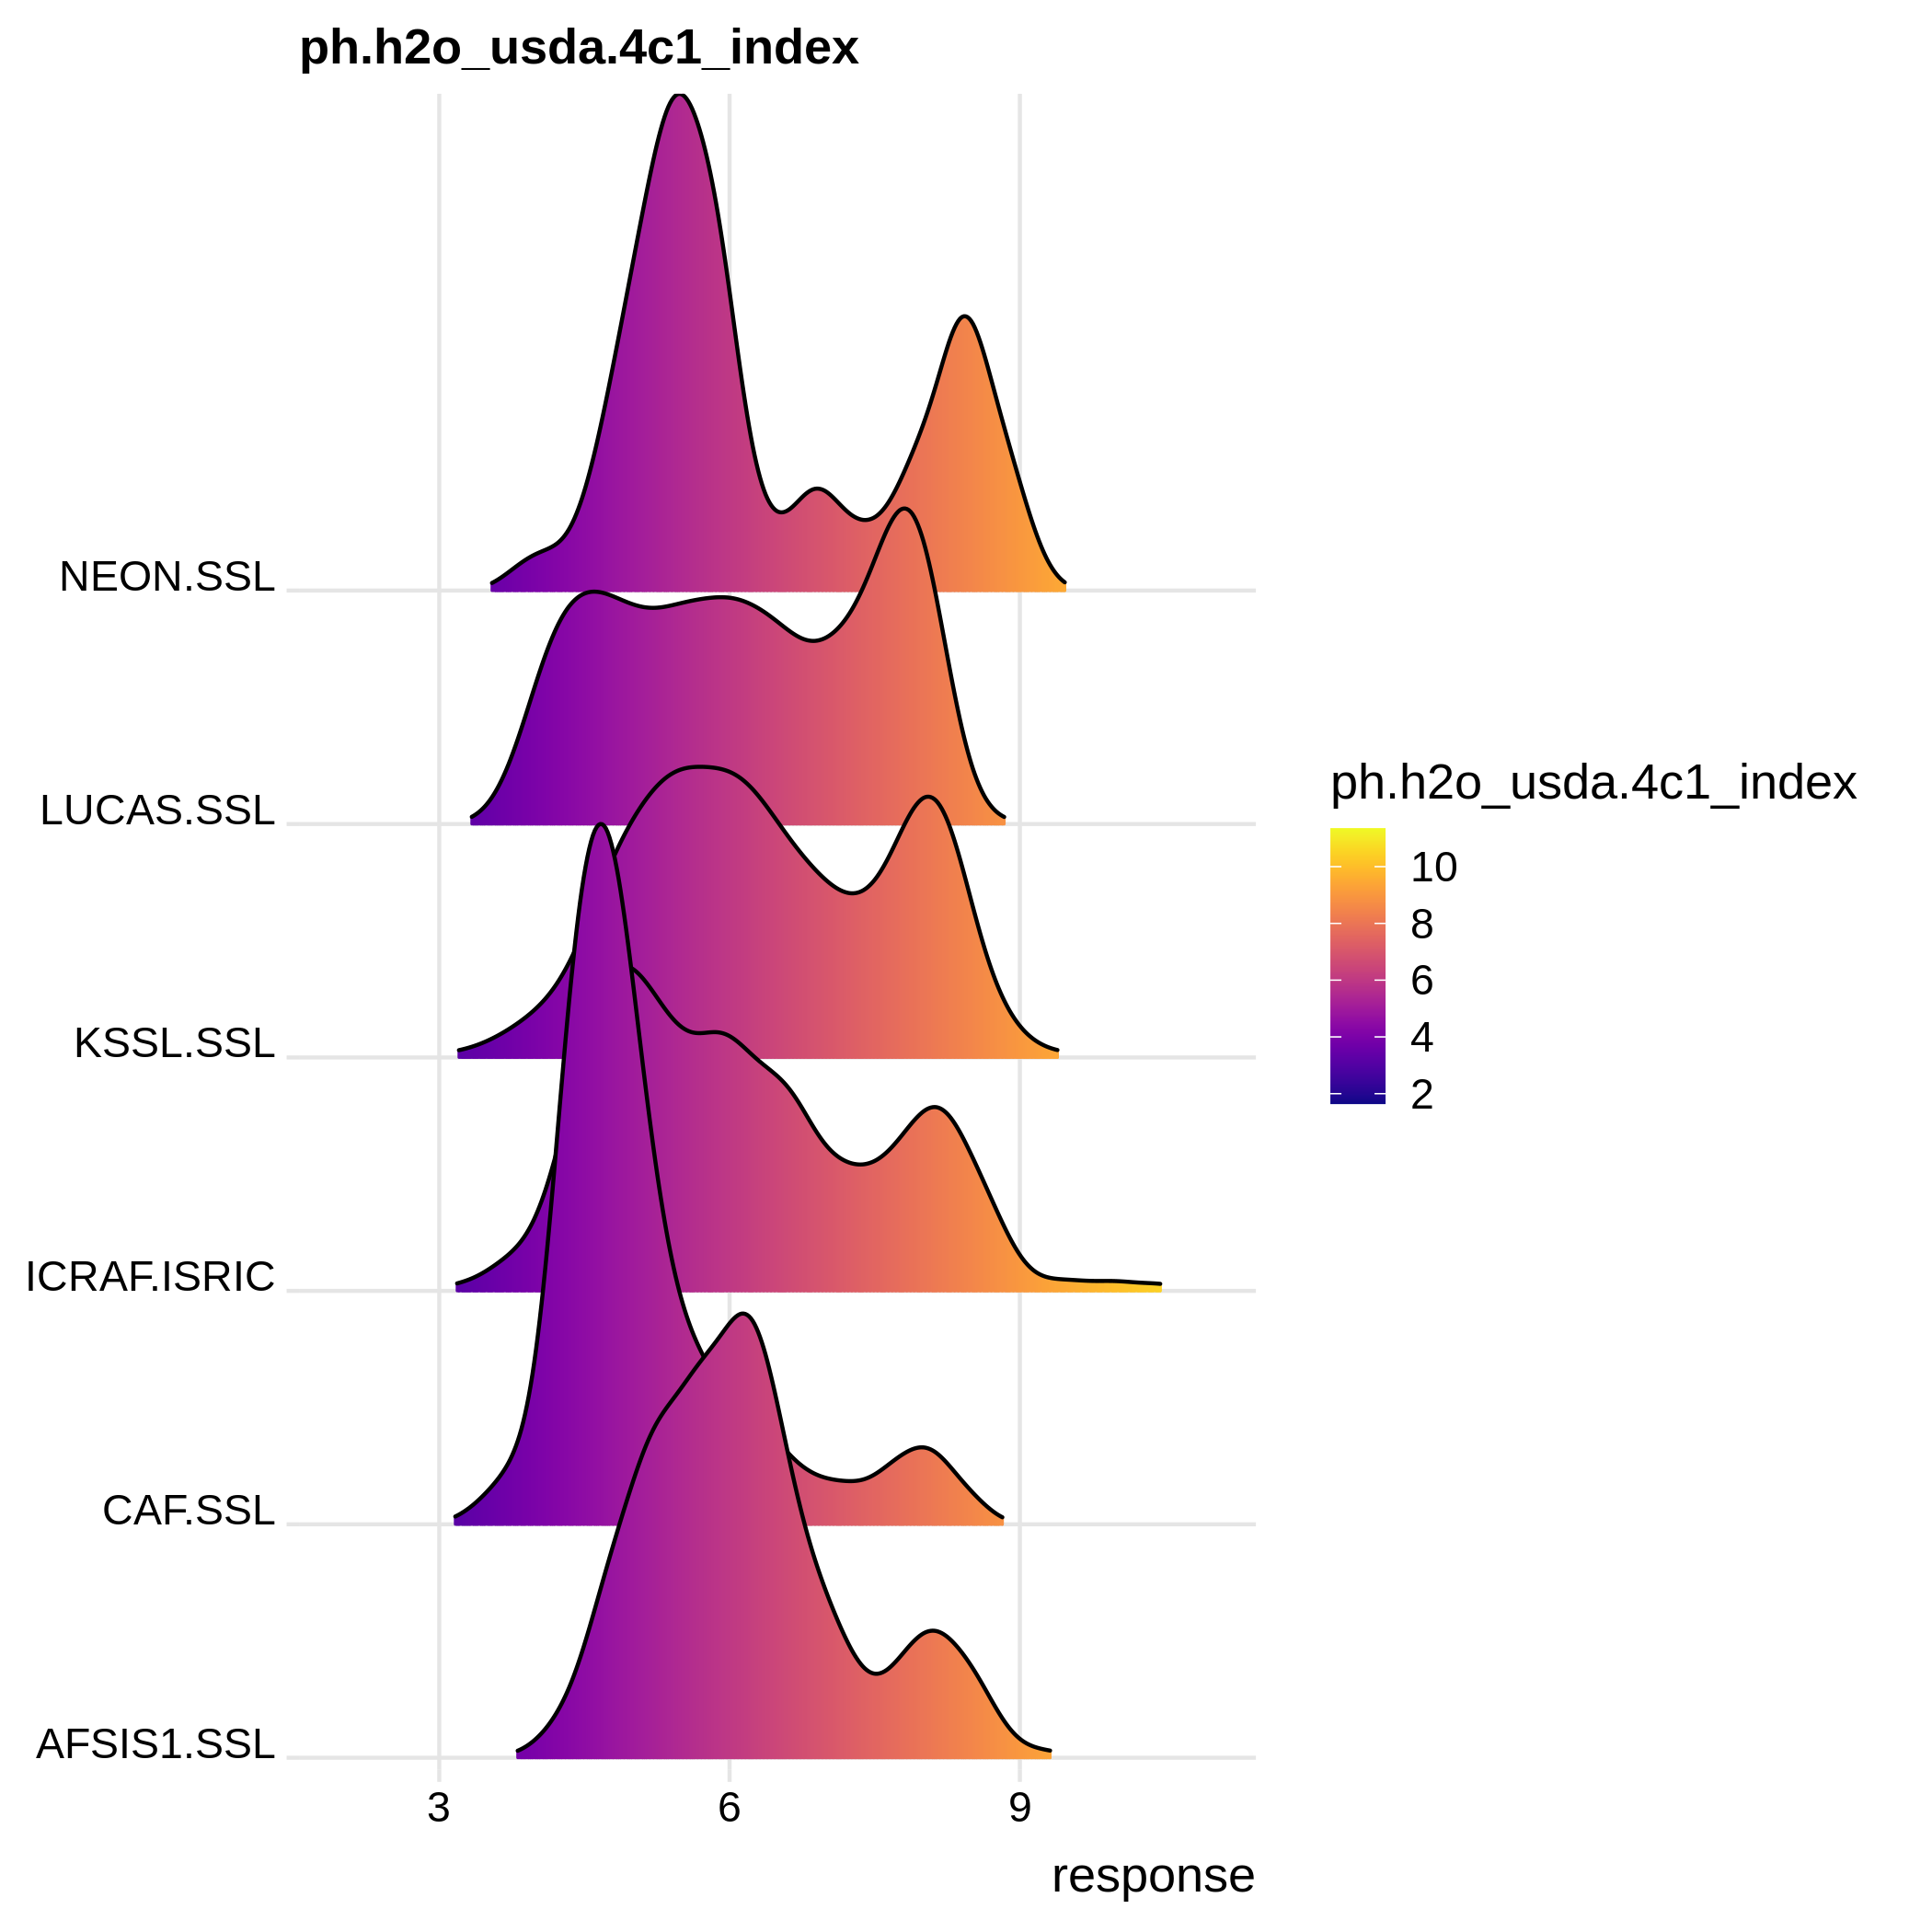 ph.h2o_usda.4c1_index
NEON.SSL
LUCAS.SSL
KSSL.SSL
ICRAF.ISRIC
CAF.SSL
AFSIS1.SSL
3 6 9
response
ph.h2o_usda.4c1_index
10
8
6
4
2